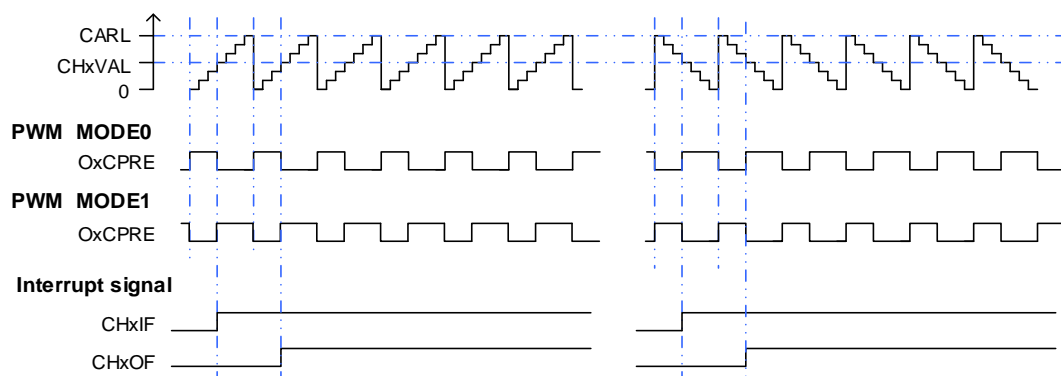 CARL
CHxVAL
0
PWM MODE0
OxCPRE
PWM MODE1
OxCPRE
Interrupt signal
CHxIF
CHxOF